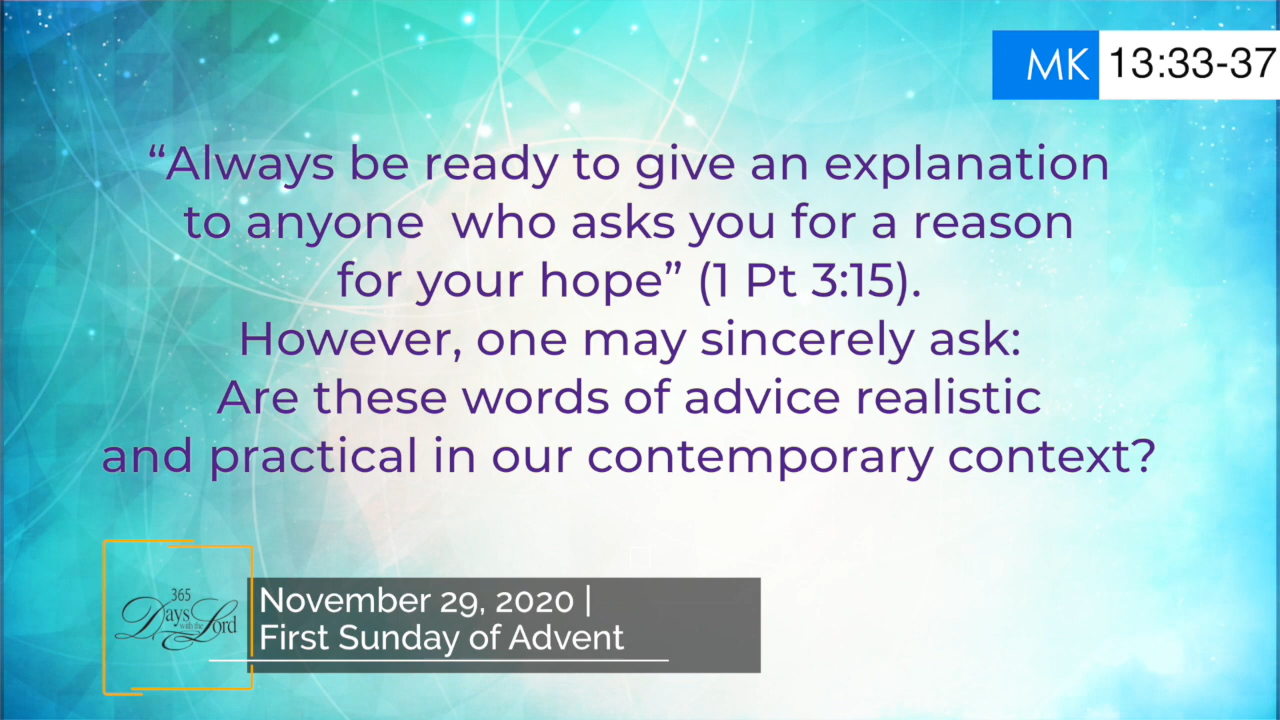 MK 13:33-37
“Always be ready to give an explanation
to anyone who asks you for a reason
for your hope” (1 Pt 3:15).
However, one may sincerely ask:
Are these words of advice realistic
and practical in our contemporary context?
365
Days with the Lord
November 29, 2020 |
First Sunday of Advent